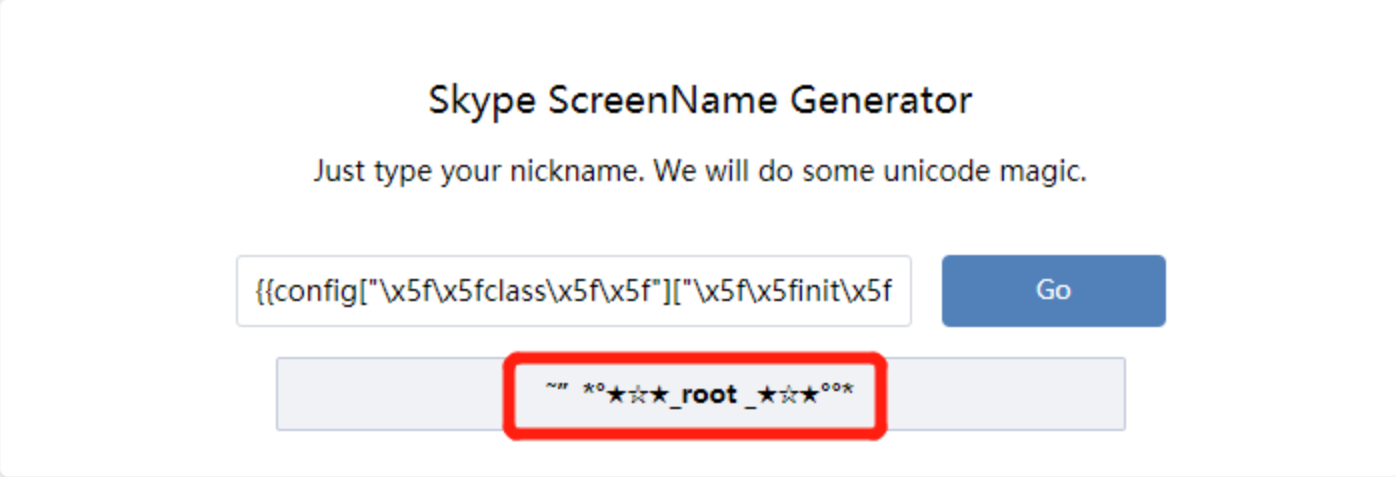 Skype ScreenName Generator
Just type your nickname. We will do some unicode magic.
{{config["\x5f\x5fclass\x5f\x5f"]["\x5f\x5finit\x5f
Go
˜” *°★☆★_root _★☆★°°*